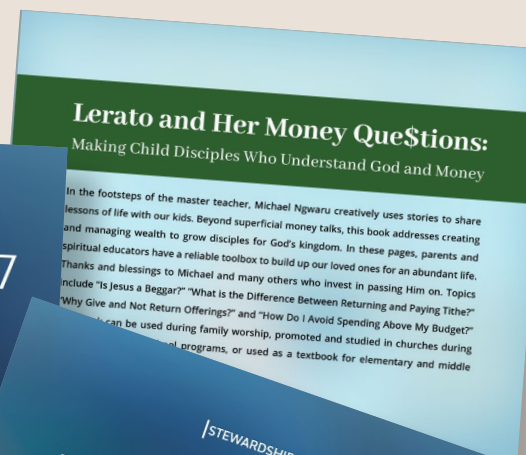 Lerato and Her Money Que$tions:
Making Child Disciples Who Understand God and Money
In the footsteps of the master teacher, Michael Ngwaru creatively uses stories to share
lessons of life with our kids. Beyond superficial money talks, this book addresses creating
and managing wealth to grow disciples for God's kingdom. In these pages, parents and
spiritual educators have a reliable toolbox to build up our loved ones for an abundant life.
Thanks and blessings to Michael and many others who invest in passing Him on. Topics
include "Is Jesus a Beggar?" "What is the Difference Between Returning and Paying Tithe?"
"Why Give and Not Return Offerings?" and "How Do I Avoid Spending Above My Budget?"
can be used during family worship, promoted and studied in churches during
programs, or used as a textbook for elementary and middle
7
|STEWARDSHIP